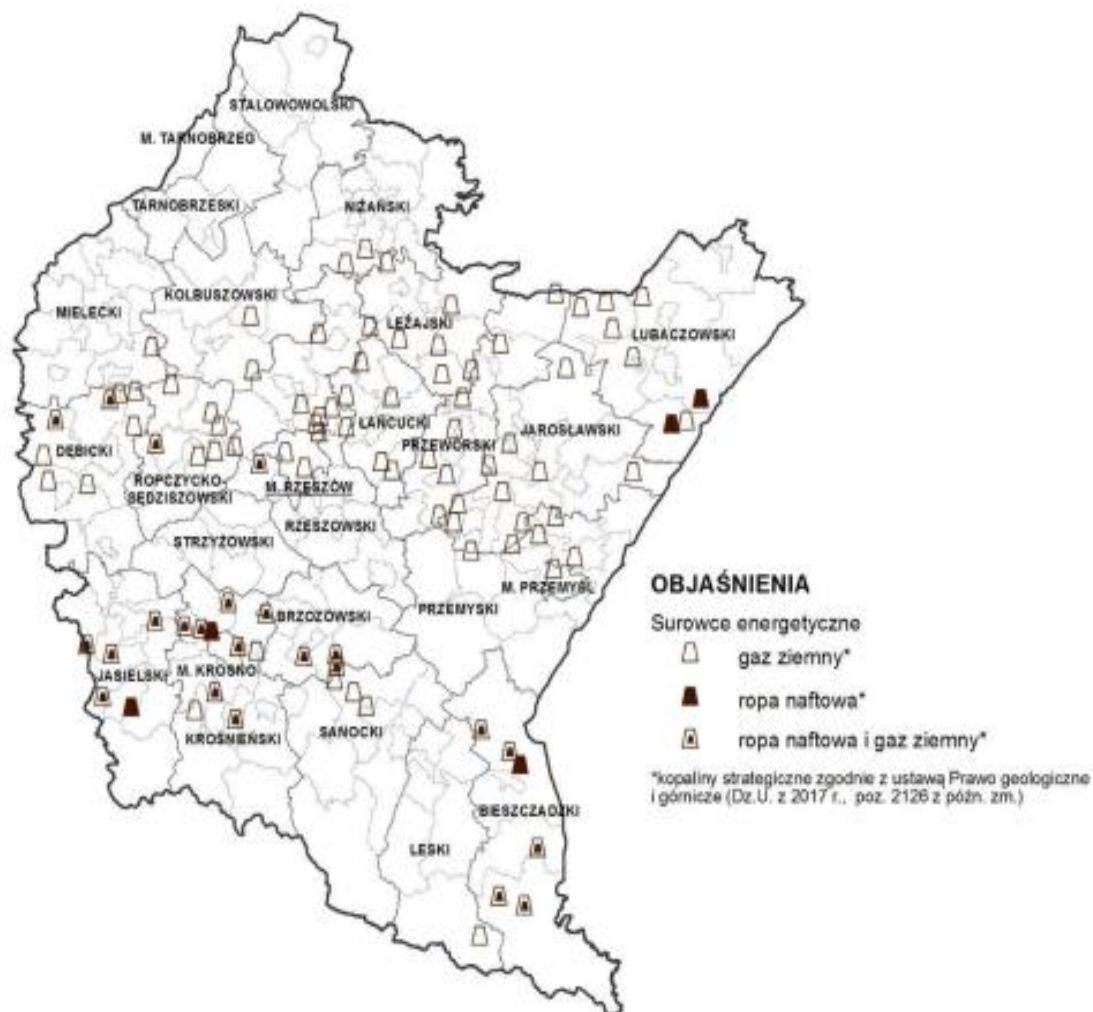 STALOWOWOLSKI
M. TARNOBRZEG
TARNOBRZESKI
NIŻAŃSKI
KOLBUSZOWSKI
MIELECKI
LEŻAJSKI
LUBACZOWSKI
ŁAŃCUCKI
JAROSŁAWSKI
PRZEWORSKI
DĘBICKI
ROPCZYCKO-
SĘDZISZOWSKI
M. RZESZÓW
RZESZOWSKI
STRZYŻOWSKI
M. PRZEMYŚL
PRZEMYSKI
BRZOZOWSKI
JASIELSKI
M. KROSNO
KROŚNIEŃSKI
SANOCKI
BIESZCZADZKI
LESKI
OBJAŚNIENIA
Surowce energetyczne
gaz ziemny*
ropa naftowa*
ropa naftowa i gaz ziemny*
*kopaliny strategiczne zgodnie z ustawą Prawo geologiczne
i górnicze (Dz.U. z 2017 r., poz. 2126 z późn. zm.)